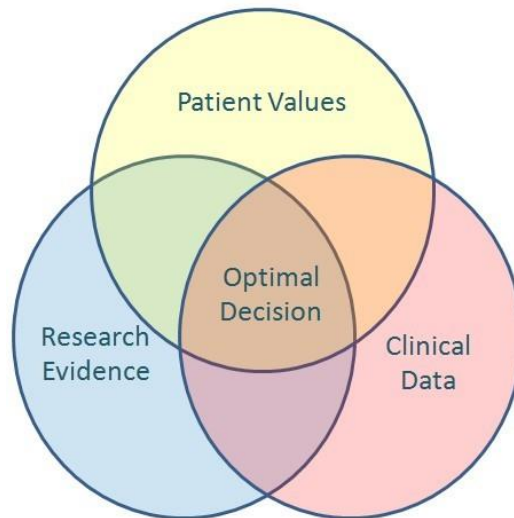 Patient Values
Optimal
Decision
Research
Evidence
Clinical
Data